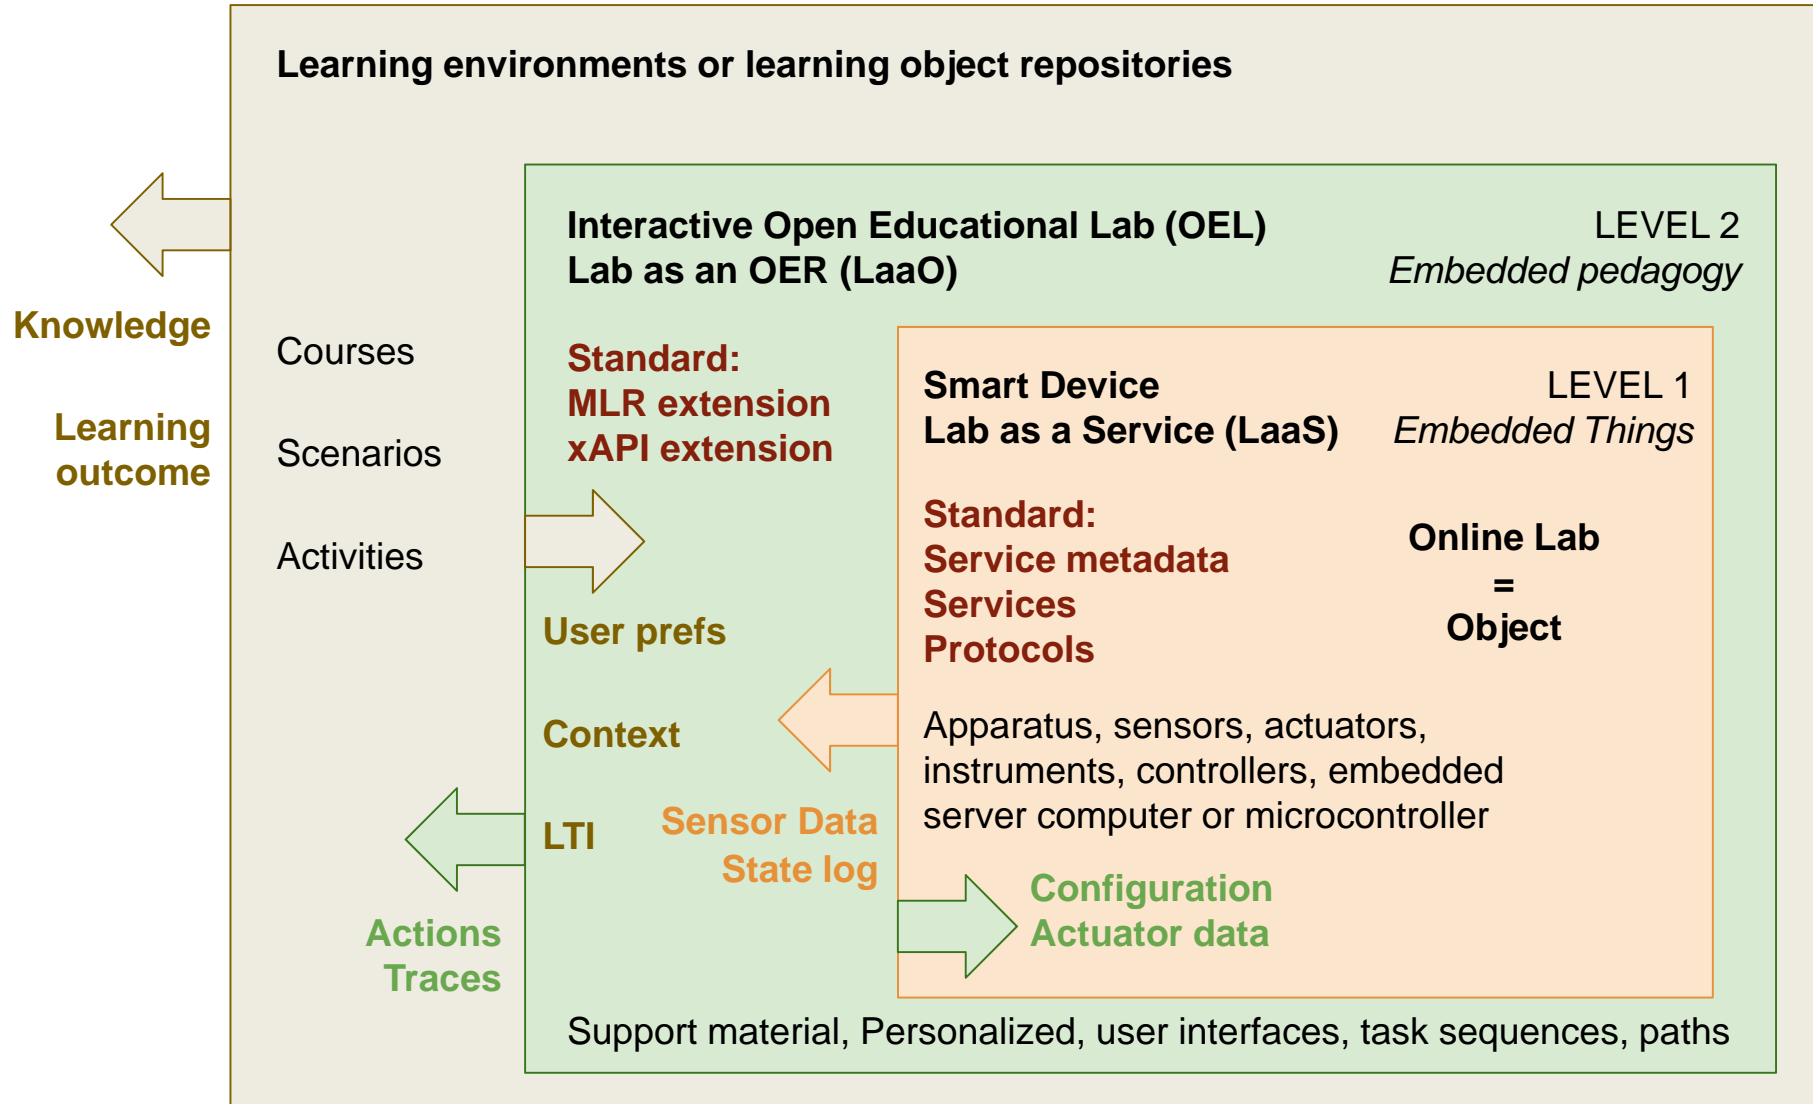 Learning environments or learning object repositories
Knowledge
Learning
outcome
Courses
Scenarios
Activities
Interactive Open Educational Lab (OEL)
Lab as an OER (LaaO)
LEVEL 2
Embedded pedagogy
Standard:
MLR extension
xAPI extension
User prefs
Context
LTI
Actions
Traces
Smart Device
Lab as a Service (LaaS)
LEVEL 1
Embedded Things
Standard:
Service metadata
Services
Protocols
Online Lab
=
Object
Apparatus, sensors, actuators,
instruments, controllers, embedded
server computer or microcontroller
Sensor Data
State log
Configuration
Actuator data
Support material, Personalized, user interfaces, task sequences, paths